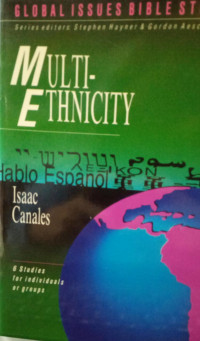 GLOBAL ISSUES BIBLE ST
Series editors: Stephen Hayner & Gordon Aesc
MULTI-
ETHNICITY
Hablo Español
Isaac
Canales
6 Studies
for individuals
or groups